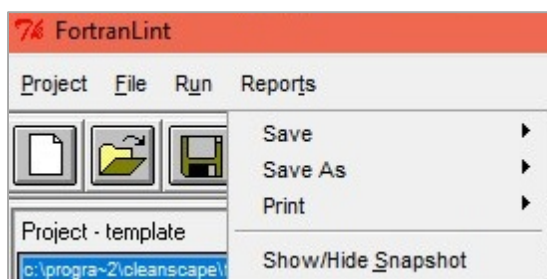 FortranLint
Project File Run Reports
Save
Save As
Print
Project - template
Show/Hide Snapshot
c:\progra~2\cleanscape\